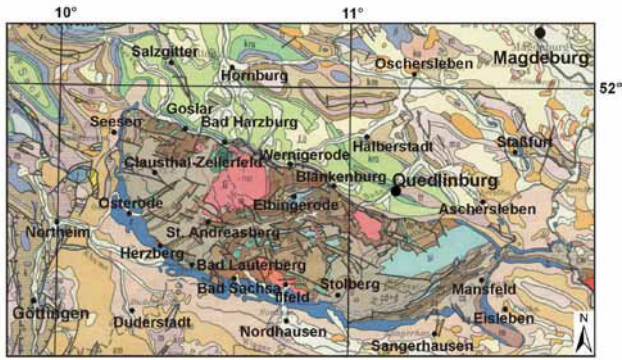 10°
11°
Salzgitter
Hornburg
Oschersleben
Magdeburg
52°
Goslar
Seesen
Bad Harzburg
Halberstadt
Staßfurt
Clausthal-Zellerfeld
Wernigerode
Blankenburg
Quedlinburg
Osterode
Elbingerode
Aschersleben
Northeim
St. Andreasberg
Herzberg
Bad Lauterberg
Bad Sachsa
Ilfeld
Stolberg
Mansfeld
Göttingen
Duderstadt
Nordhausen
Eisleben
Sangerhausen
N